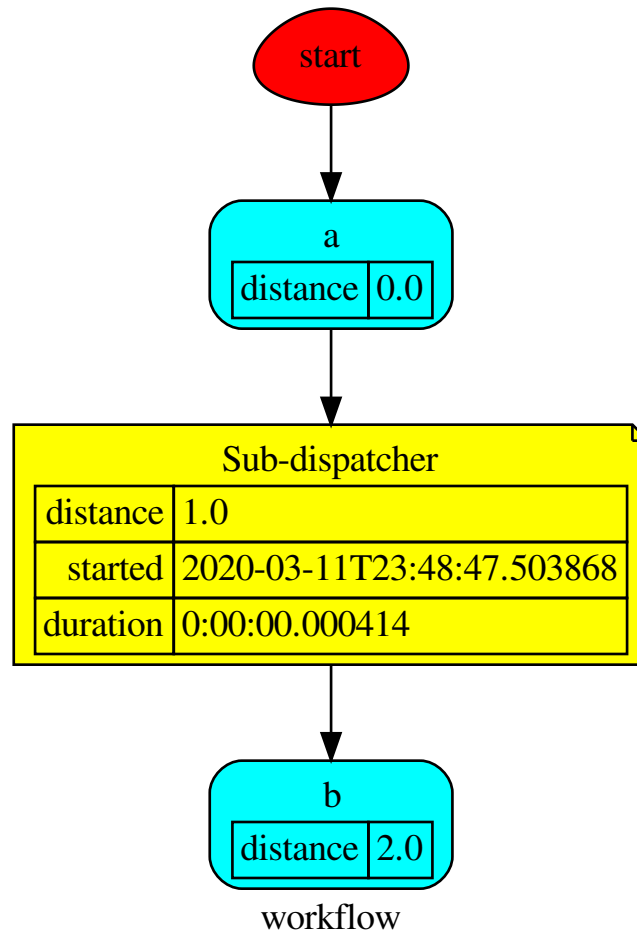 start
a
distance 0.0
Sub-dispatcher
distance 1.0
started 2020-03-11T23:48:47.503868
duration 0:00:00.000414
b
distance 2.0
workflow